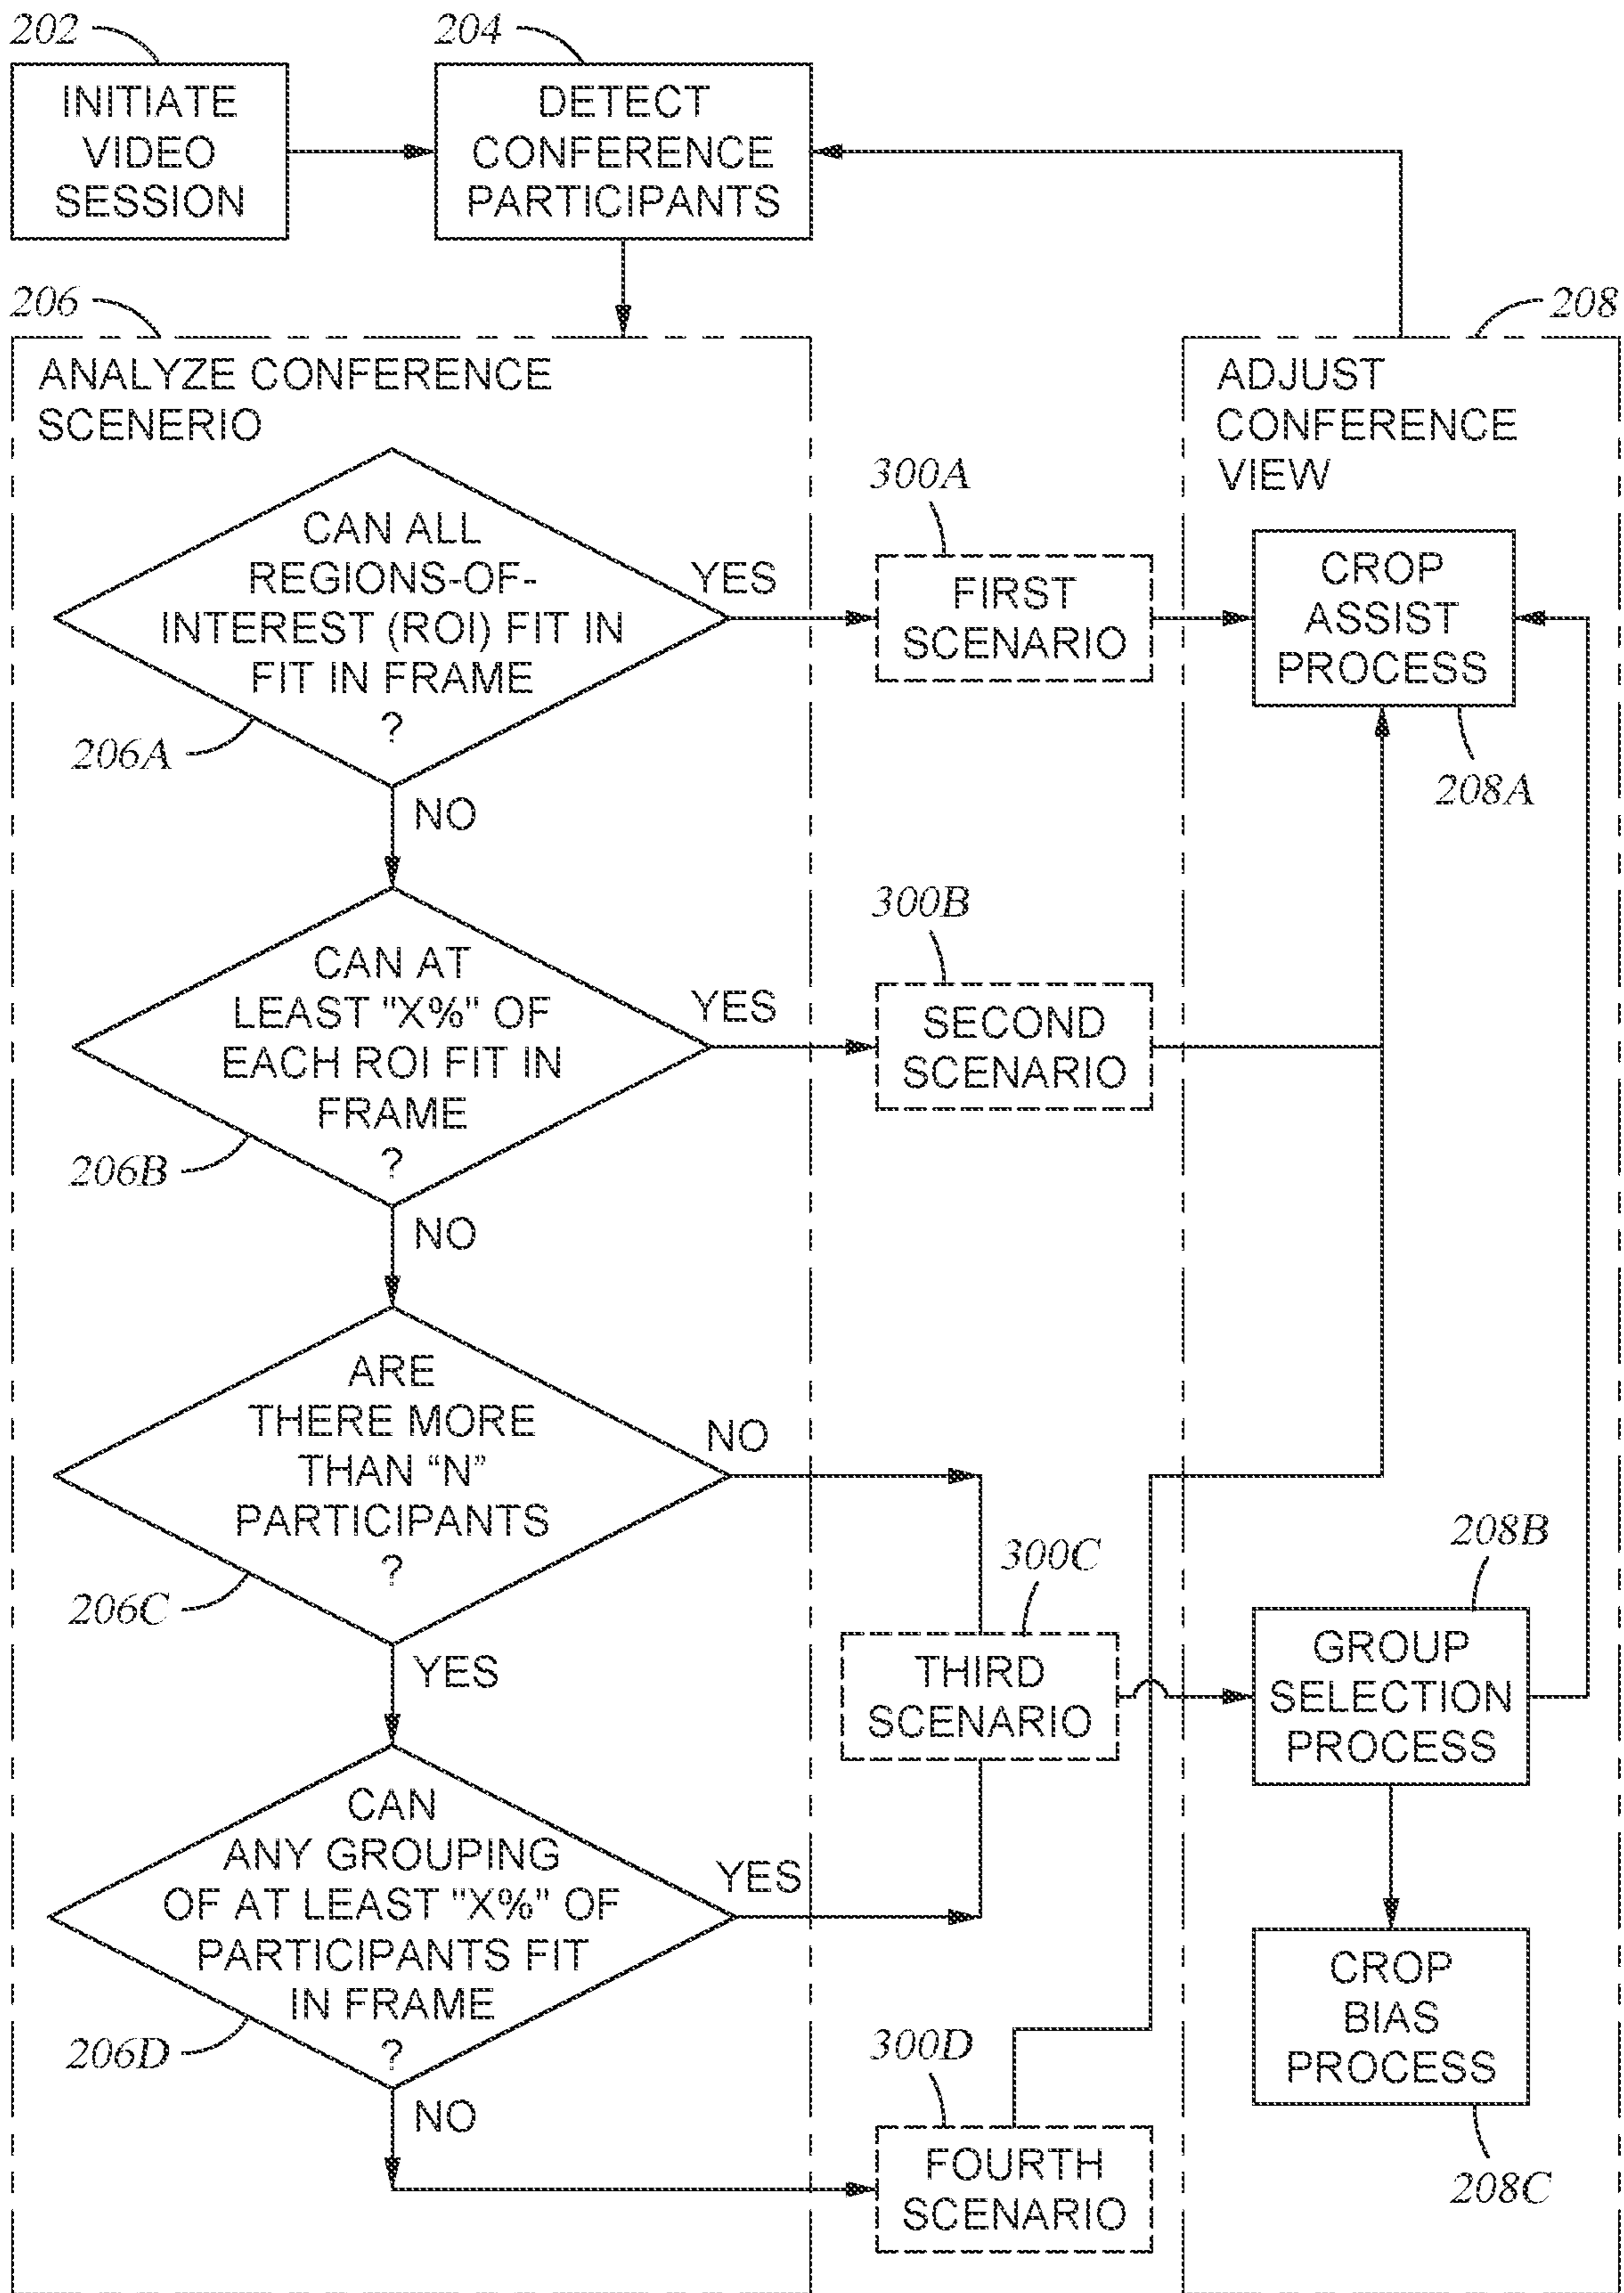 202
INITIATE
VIDEO
SESSION
204
DETECT
CONFERENCE
PARTICIPANTS
206
ANALYZE CONFERENCE
SCENERIO
CAN ALL
REGIONS-OF-
INTEREST (ROI) FIT IN
FIT IN FRAME
?
206A
YES
NO
300A
FIRST
SCENARIO
208
ADJUST
CONFERENCE
VIEW
CROP
ASSIST
PROCESS
208A
CAN AT
LEAST "X%" OF
EACH ROI FIT IN
FRAME
?
206B
YES
NO
300B
SECOND
SCENARIO
ARE
THERE MORE
THAN “N”
PARTICIPANTS
?
206C
NO
YES
300C
THIRD
SCENARIO
208B
GROUP
SELECTION
PROCESS
CAN
ANY GROUPING
OF AT LEAST "X%" OF
PARTICIPANTS FIT
IN FRAME
?
206D
YES
NO
300D
FOURTH
SCENARIO
CROP
BIAS
PROCESS
208C